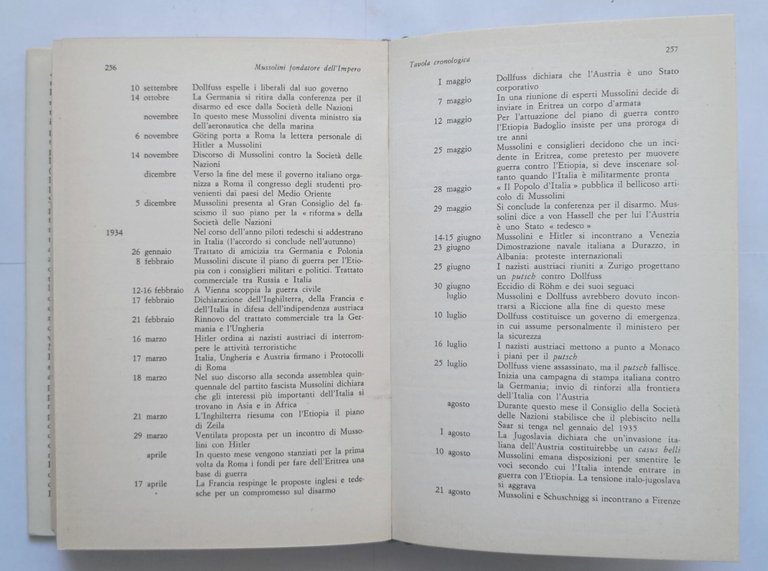 256
Mussolini fondatore dell'Impero
10 settembre Dollfuss espelle i liberali dal suo governo
14 ottobre La Germania si ritira dalla conferenza per il
disarmo ed esce dalla Società delle Nazioni
novembre In questo mese Mussolini diventa ministro sia
dell'aeronautica che della marina
6 novembre Göring porta a Roma la lettera personale di
Hitler a Mussolini
14 novembre Discorso di Mussolini contro la Società delle
Nazioni
dicembre Verso la fine del mese il governo italiano orga-
nizza a Roma il congresso degli studenti prove-
nienti dai paesi del Medio Oriente
5 dicembre Mussolini presenta al Gran Consiglio del fa-
scismo il suo piano per la « riforma » della
Società delle Nazioni
1934 Nel corso dell'anno piloti tedeschi si addestrano
in Italia (l'accordo si conclude nell'autunno)
26 gennaio Trattato di amicizia tra Germania e Polonia
8 febbraio Mussolini discute il piano di guerra per l'Etio-
pia con i consiglieri militari e politici. Trattato
commerciale tra Russia e Italia
12-16 febbraio A Vienna scoppia la guerra civile
17 febbraio Dichiarazione dell'Inghilterra, della Francia e
dell'Italia in difesa dell'indipendenza austriaca
21 febbraio Rinnovo del trattato commerciale tra la Ger-
mania e l'Ungheria
16 marzo Hitler ordina ai nazisti austriaci di interrom-
pere le attività terroristiche
17 marzo Italia, Ungheria e Austria firmano i Protocolli
di Roma
18 marzo Nel suo discorso alla seconda assemblea quin-
quennale del partito fascista Mussolini dichiara
che gli interessi più importanti dell'Italia si
trovano in Asia e in Africa
21 marzo L'Inghilterra riesuma con l'Etiopia il piano
di Zeila
29 marzo Ventilata proposta per un incontro di Musso-
lini con Hitler
aprile In questo mese vengono stanziati per la prima
volta da Roma i fondi per fare dell'Eritrea una
base di guerra
17 aprile La Francia respinge le proposte inglesi e tede-
sche per un compromesso sul disarmo
Tavola cronologica
257
1 maggio Dollfuss dichiara che l'Austria è uno Stato
corporativo
7 maggio In una riunione di esperti Mussolini decide di
inviare in Eritrea un corpo d'armata
12 maggio Per l'attuazione del piano di guerra contro
l'Etiopia Badoglio insiste per una proroga di
tre anni
25 maggio Mussolini e consiglieri decidono che un inci-
dente in Eritrea, come pretesto per muovere
guerra contro l'Etiopia, si deve inscenare sol-
tanto quando l'Italia è militarmente pronta
28 maggio « Il Popolo d'Italia » pubblica il bellicoso arti-
colo di Mussolini
29 maggio Si conclude la conferenza per il disarmo. Mus-
solini dice a von Hassell che per lui l'Austria
è uno Stato « tedesco »
14-15 giugno Mussolini e Hitler si incontrano a Venezia
23 giugno Dimostrazione navale italiana a Durazzo, in
Albania: proteste internazionali
25 giugno I nazisti austriaci riuniti a Zurigo progettano
un putsch contro Dollfuss
30 giugno Eccidio di Röhm e dei suoi seguaci
luglio Mussolini e Dollfuss avrebbero dovuto incon-
trarsi a Riccione alla fine di questo mese
10 luglio Dollfuss costituisce un governo di emergenza,
in cui assume personalmente il ministero per
la sicurezza
16 luglio I nazisti austriaci mettono a punto a Monaco
i piani per il putsch
25 luglio Dollfuss viene assassinato, ma il putsch fallisce.
Inizia una campagna di stampa italiana contro
la Germania; invio di rinforzi alla frontiera
dell'Italia con l'Austria
agosto Durante questo mese il Consiglio della Società
delle Nazioni stabilisce che il plebiscito nella
Saar si tenga nel gennaio del 1935
1 agosto La Jugoslavia dichiara che un'invasione ita-
liana dell'Austria costituirebbe un casus belli
10 agosto Mussolini emana disposizioni per smentire le
voci secondo cui l'Italia intende entrare in
guerra con l'Etiopia. La tensione italo-jugoslava
si aggrava
21 agosto Mussolini e Schuschnigg si incontrano a Firenze